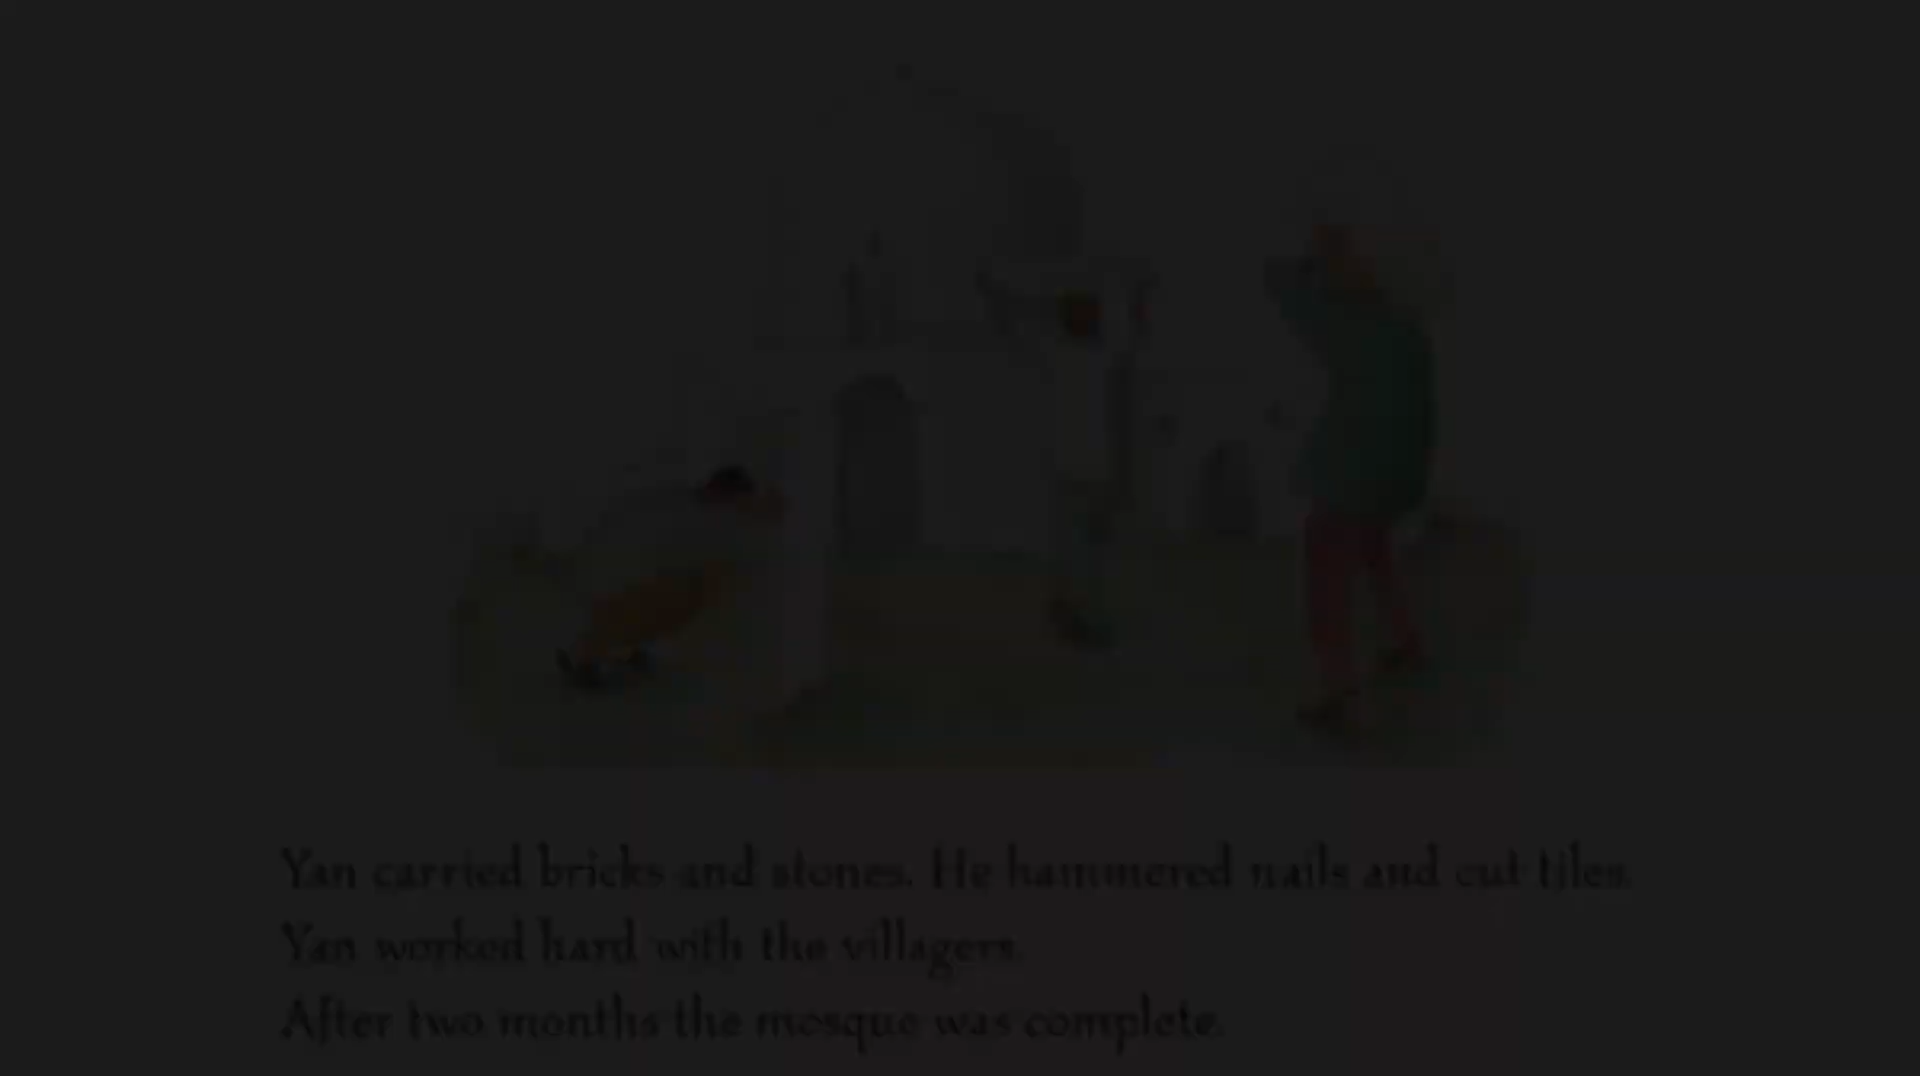 Yan carried bricks and stones. He hammered nails and cut tiles.
Yan worked hard with the villagers.
After two months the mosque was complete.